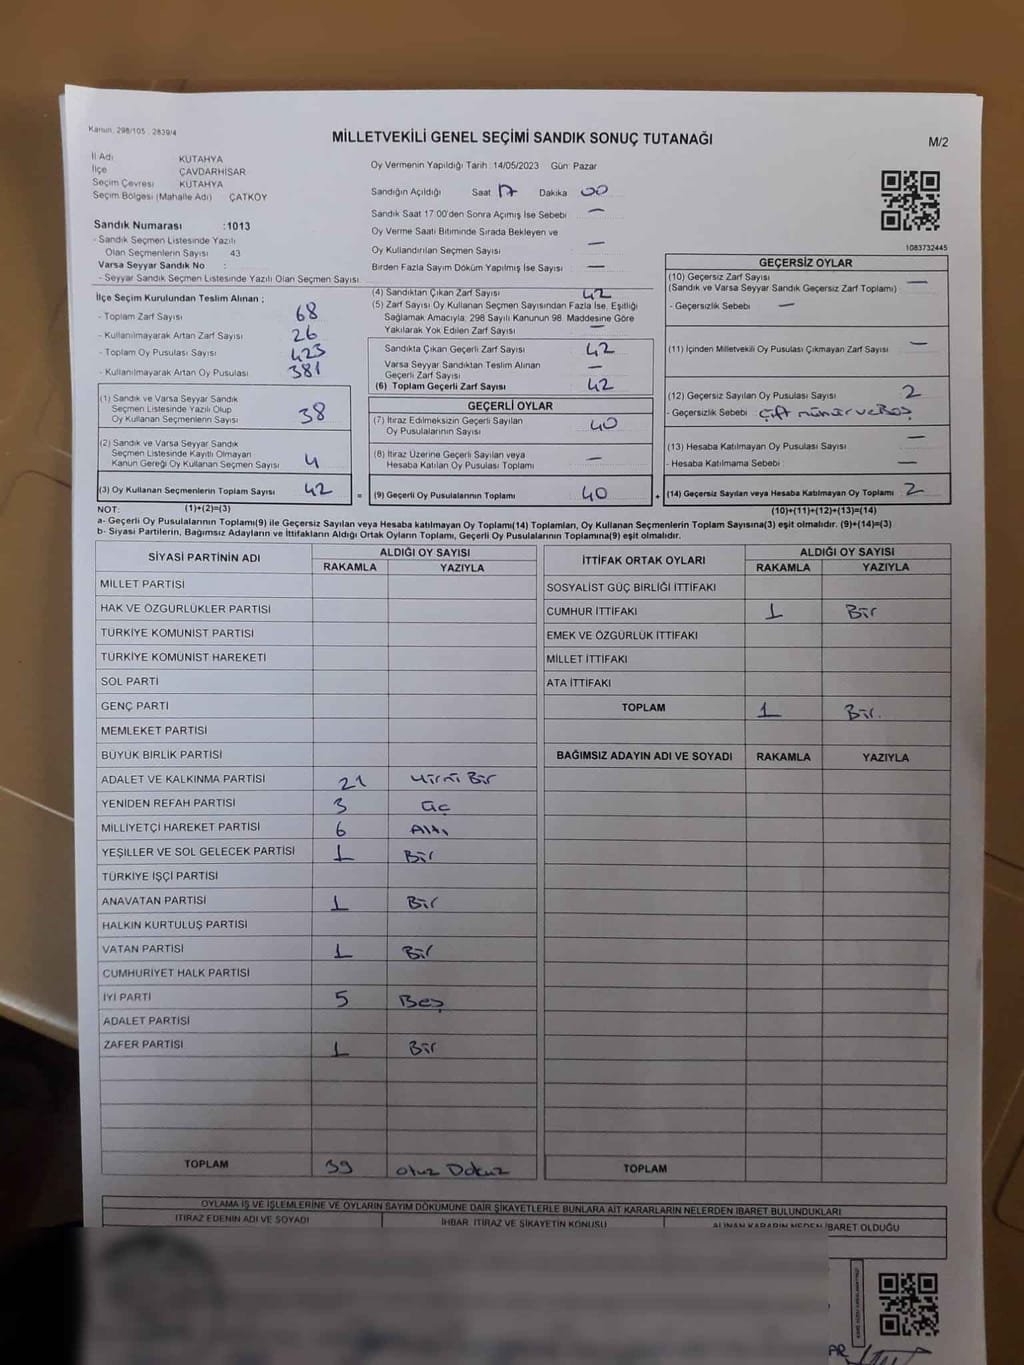 Kanun: 298/105 : 2839/4
MİLLETVEKİLİ GENEL SEÇİMİ SANDIK SONUÇ TUTANAĞI
M/2
İl Adı KÜTAHYA
İlçe ÇAVDARHİSAR
Seçim Çevresi KÜTAHYA
Seçim Bölgesi (Mahalle Adı) ÇATKÖY
Oy Vermenin Yapıldığı Tarih : 14/05/2023 Gün: Pazar
Sandığın Açıldığı Saat 17 Dakika 00
Sandık Saat 17:00'den Sonra Açılmış İse Sebebi —
Oy Verme Saati Bitiminde Sırada Bekleyen ve
Oy Kullandırılan Seçmen Sayısı —
Birden Fazla Sayım Döküm Yapılmış İse Sayısı —
Sandık Numarası :1013
- Sandık Seçmen Listesinde Yazılı
Olan Seçmenlerin Sayısı 43
Varsa Seyyar Sandık No :
- Seyyar Sandık Seçmen Listesinde Yazılı Olan Seçmen Sayısı
1083732445
İlçe Seçim Kurulundan Teslim Alınan ;
- Toplam Zarf Sayısı 68
- Kullanılmayarak Artan Zarf Sayısı 26
- Toplam Oy Pusulası Sayısı 423
- Kullanılmayarak Artan Oy Pusulası 381
(1) Sandık ve Varsa Seyyar Sandık
Seçmen Listesinde Yazılı Olup
Oy Kullanan Seçmenlerin Sayısı 38
(2) Sandık ve Varsa Seyyar Sandık
Seçmen Listesinde Kayıtlı Olmayan
Kanun Gereği Oy Kullanan Seçmen Sayısı 4
(3) Oy Kullanan Seçmenlerin Toplam Sayısı 42
(4) Sandıktan Çıkan Zarf Sayısı 42
(5) Zarf Sayısı Oy Kullanan Seçmen Sayısından Fazla İse, Eşitliği
Sağlamak Amacıyla, 298 Sayılı Kanunun 98. Maddesine Göre
Yakılarak Yok Edilen Zarf Sayısı —
Sandıkta Çıkan Geçerli Zarf Sayısı 42
Varsa Seyyar Sandıktan Teslim Alınan
Geçerli Zarf Sayısı —
(6) Toplam Geçerli Zarf Sayısı 42
GEÇERLİ OYLAR
(7) İtiraz Edilmeksizin Geçerli Sayılan
Oy Pusulalarının Sayısı 40
(8) İtiraz Üzerine Geçerli Sayılan veya
Hesaba Katılan Oy Pusulası Toplamı —
= (9) Geçerli Oy Pusulalarının Toplamı 40
GEÇERSİZ OYLAR
(10) Geçersiz Zarf Sayısı
(Sandık ve Varsa Seyyar Sandık Geçersiz Zarf Toplamı) —
- Geçersizlik Sebebi —
(11) İçinden Milletvekili Oy Pusulası Çıkmayan Zarf Sayısı —
(12) Geçersiz Sayılan Oy Pusulası Sayısı 2
- Geçersizlik Sebebi Çift mühür ve Boş
(13) Hesaba Katılmayan Oy Pusulası Sayısı —
- Hesaba Katılmama Sebebi —
+ (14) Geçersiz Sayılan veya Hesaba Katılmayan Oy Toplamı 2
NOT: (1)+(2)=(3) (10)+(11)+(12)+(13)=(14)
a- Geçerli Oy Pusulalarının Toplamı(9) ile Geçersiz Sayılan veya Hesaba katılmayan Oy Toplamı(14) Toplamları, Oy Kullanan Seçmenlerin Toplam Sayısına(3) eşit olmalıdır. (9)+(14)=(3)
b- Siyasi Partilerin, Bağımsız Adayların ve İttifakların Aldığı Ortak Oyların Toplamı, Geçerli Oy Pusulalarının Toplamına(9) eşit olmalıdır.
SİYASİ PARTİNİN ADI ALDIĞI OY SAYISI
RAKAMLA YAZIYLA
MİLLET PARTİSİ
HAK VE ÖZGÜRLÜKLER PARTİSİ
TÜRKİYE KOMÜNİST PARTİSİ
TÜRKİYE KOMÜNİST HAREKETİ
SOL PARTİ
GENÇ PARTİ
MEMLEKET PARTİSİ
BÜYÜK BİRLİK PARTİSİ
ADALET VE KALKINMA PARTİSİ 21 Yirmi Bir
YENİDEN REFAH PARTİSİ 3 Üç
MİLLİYETÇİ HAREKET PARTİSİ 6 Altı
YEŞİLLER VE SOL GELECEK PARTİSİ 1 Bir
TÜRKİYE İŞÇİ PARTİSİ
ANAVATAN PARTİSİ 1 Bir
HALKIN KURTULUŞ PARTİSİ
VATAN PARTİSİ 1 Bir
CUMHURİYET HALK PARTİSİ
İYİ PARTİ 5 Beş
ADALET PARTİSİ
ZAFER PARTİSİ 1 Bir
TOPLAM 39 Otuz Dokuz
İTTİFAK ORTAK OYLARI ALDIĞI OY SAYISI
RAKAMLA YAZIYLA
SOSYALİST GÜÇ BİRLİĞİ İTTİFAKI
CUMHUR İTTİFAKI 1 Bir
EMEK VE ÖZGÜRLÜK İTTİFAKI
MİLLET İTTİFAKI
ATA İTTİFAKI
TOPLAM 1 Bir.
BAĞIMSIZ ADAYIN ADI VE SOYADI RAKAMLA YAZIYLA
TOPLAM
OYLAMA İŞ VE İŞLEMLERİNE VE OYLARIN SAYIM DÖKÜMÜNE DAİR ŞİKAYETLERLE BUNLARA AİT KARARLARIN NELERDEN İBARET BULUNDUKLARI
İTİRAZ EDENİN ADI VE SOYADI İHBAR, İTİRAZ VE ŞİKAYETİN KONUSU ALINAN KARARIN NEDEN İBARET OLDUĞU